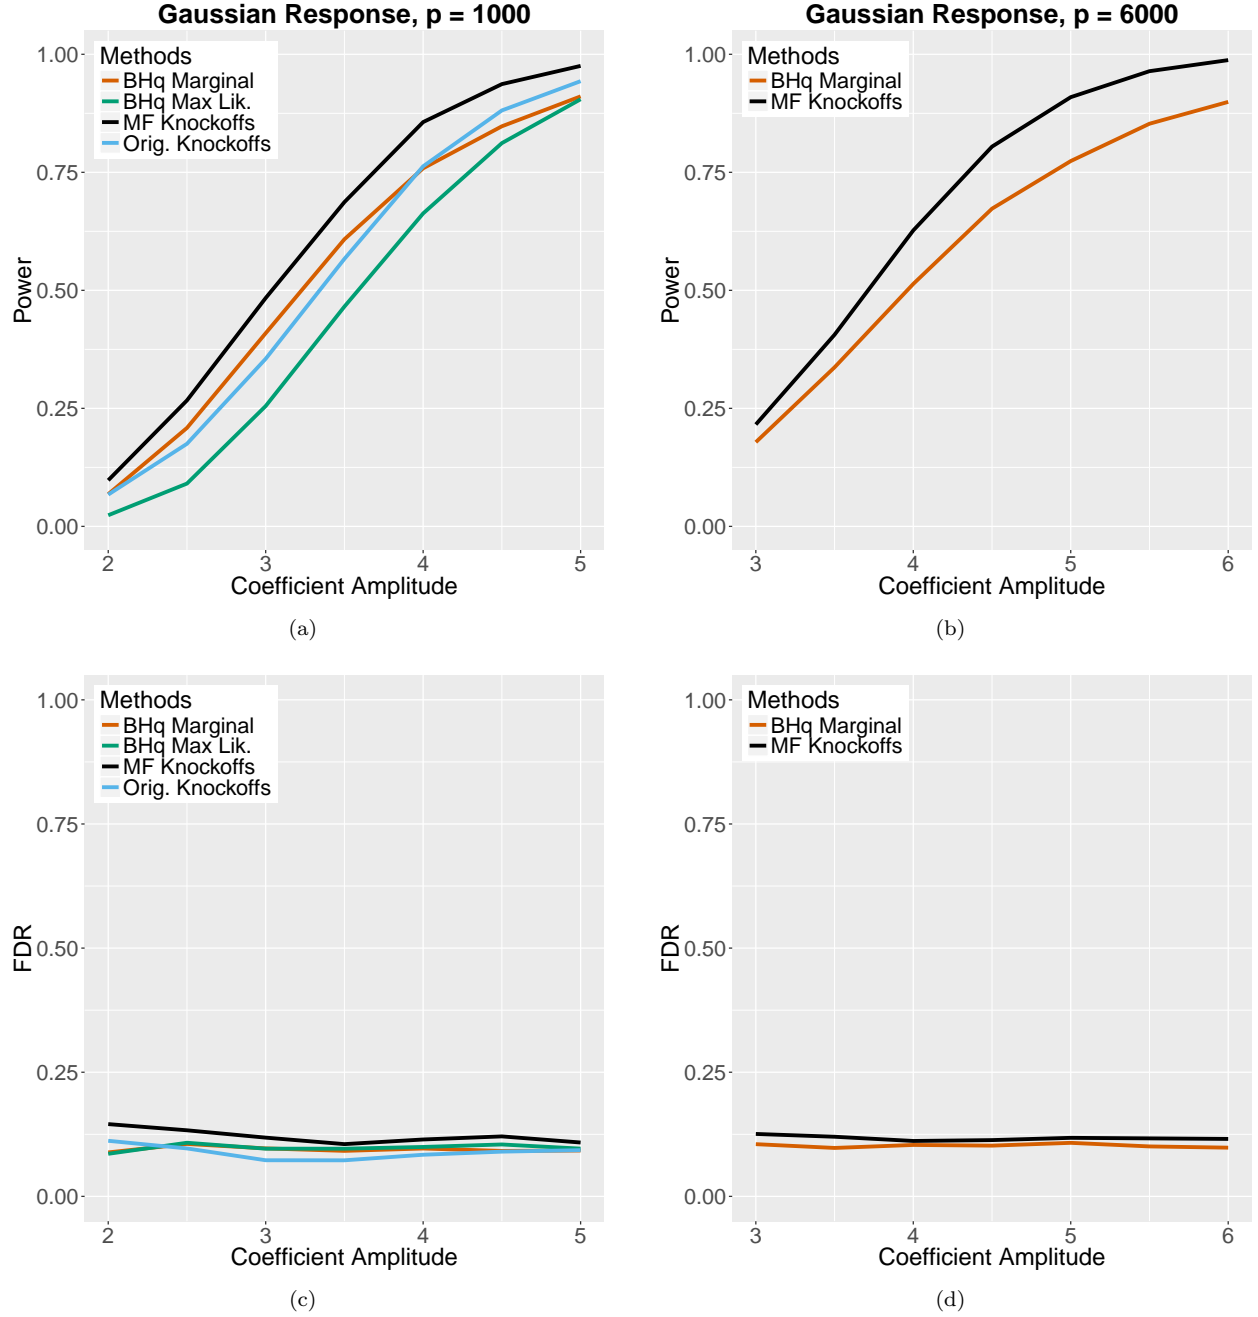 Gaussian Response, p = 1000
1.00
0.75
0.50
0.25
0.00
Power
Methods
BHq Marginal
BHq Max Lik.
MF Knockoffs
Orig. Knockoffs
2
3
4
5
Coefficient Amplitude
(a)
Gaussian Response, p = 6000
1.00
0.75
0.50
0.25
0.00
Power
Methods
BHq Marginal
MF Knockoffs
3
4
5
6
Coefficient Amplitude
(b)
1.00
0.75
0.50
0.25
0.00
FDR
Methods
BHq Marginal
BHq Max Lik.
MF Knockoffs
Orig. Knockoffs
2
3
4
5
Coefficient Amplitude
(c)
1.00
0.75
0.50
0.25
0.00
FDR
Methods
BHq Marginal
MF Knockoffs
3
4
5
6
Coefficient Amplitude
(d)